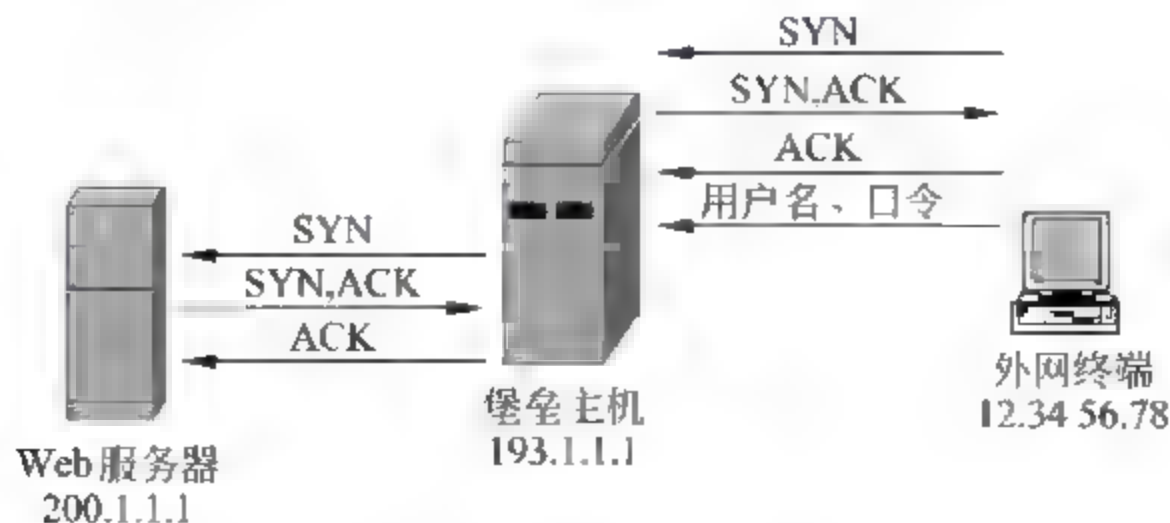 SYN
SYN,ACK
ACK
用户名、口令
SYN
SYN,ACK
ACK
外网终端
12.34 56.78
堡垒主机
193.1.1.1
Web服务器
200.1.1.1